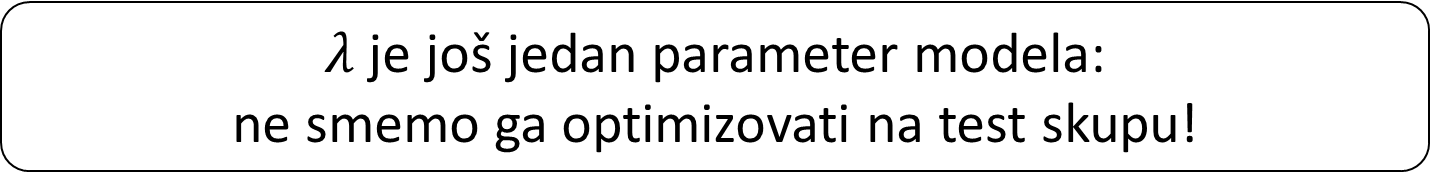 λ je još jedan parameter modela:
ne smemo ga optimizovati na test skupu!